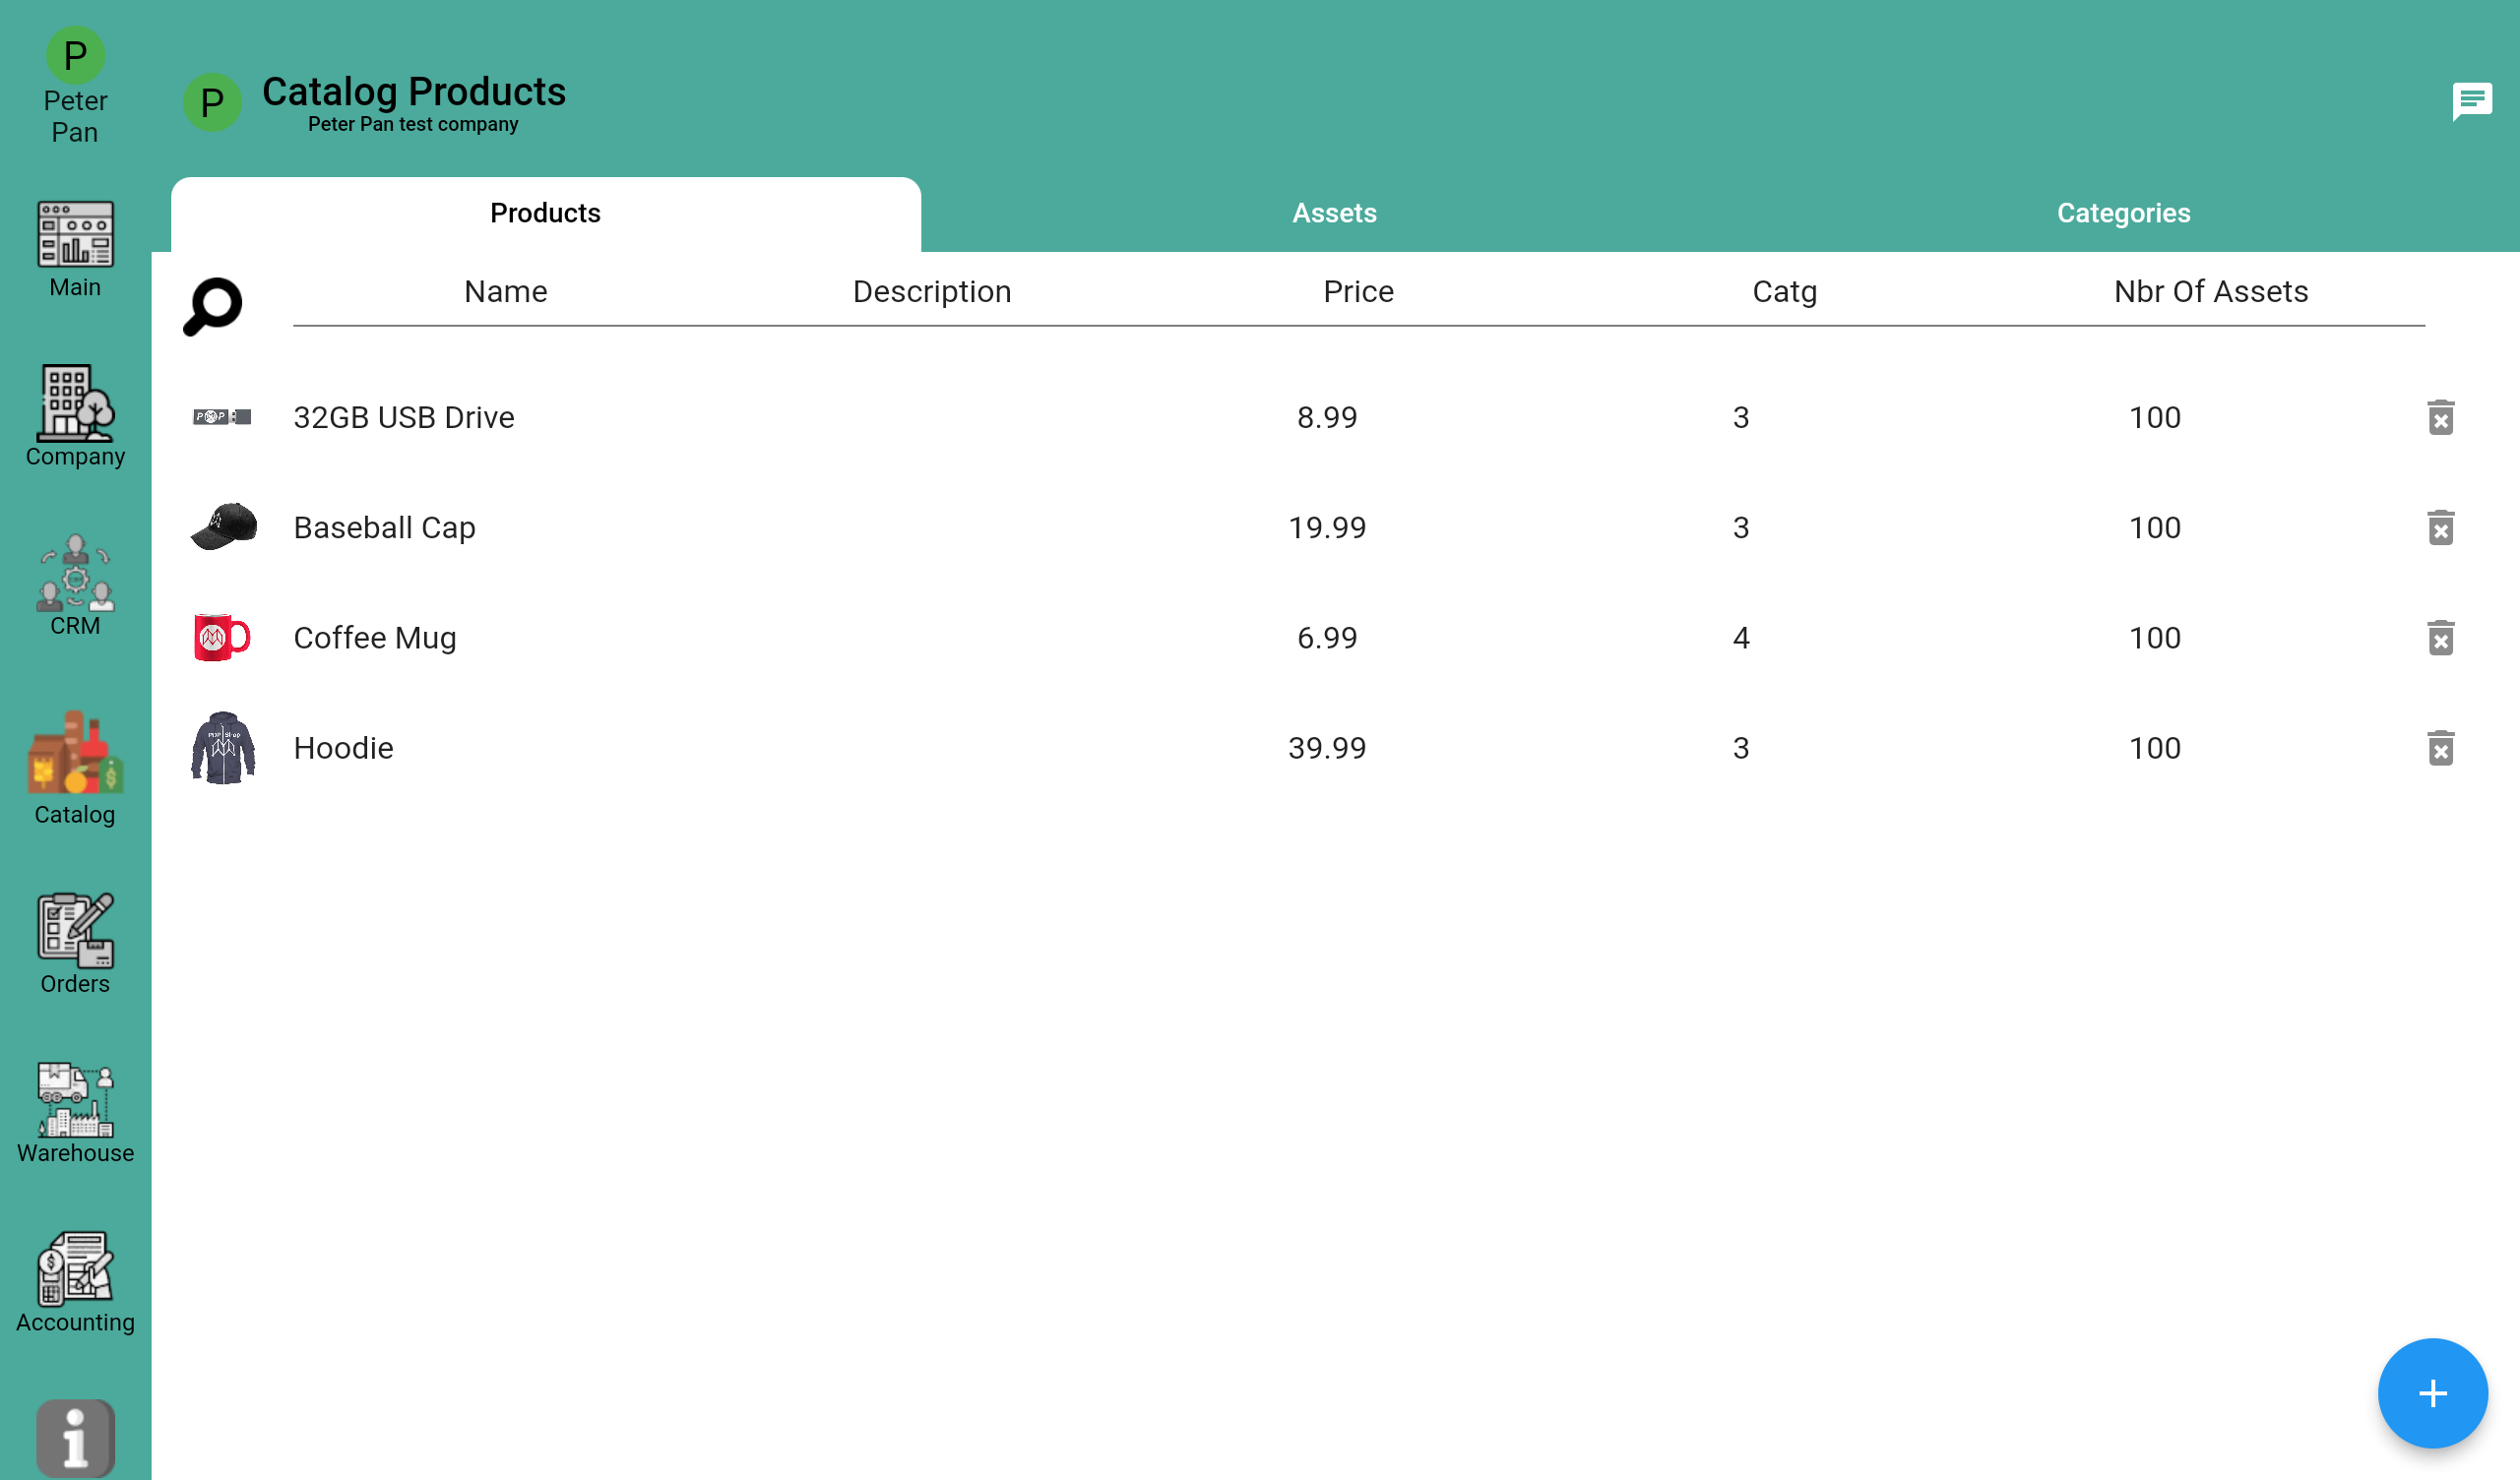 P
Peter
Pan
P
Catalog Products
Peter Pan test company
Main
Company
CRM
Catalog
Orders
Warehouse
Accounting
Products
Assets
Categories
Name
Description
Price
Catg
Nbr Of Assets
32GB USB Drive
8.99
3
100
Baseball Cap
19.99
3
100
Coffee Mug
6.99
4
100
Hoodie
39.99
3
100